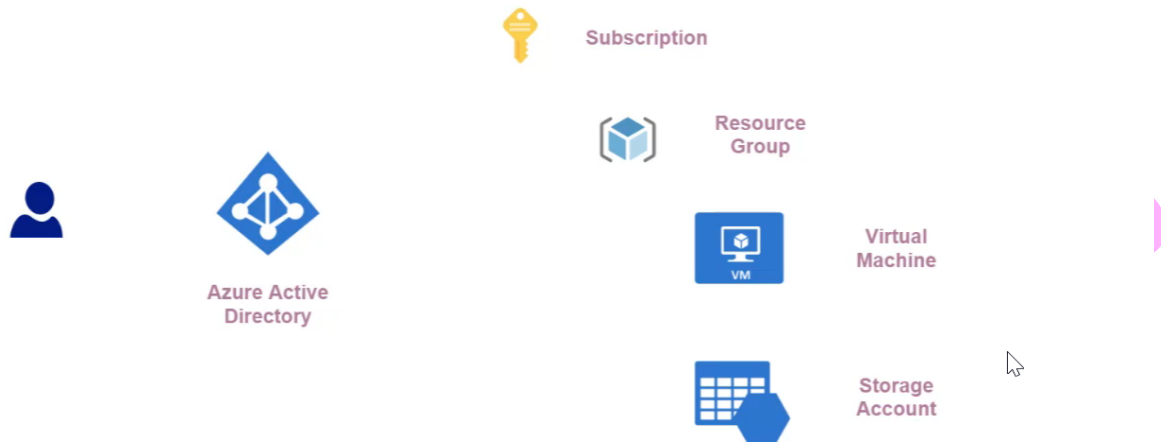 Subscription
Resource
Group
Azure Active
Directory
Virtual
Machine
VM
Storage
Account